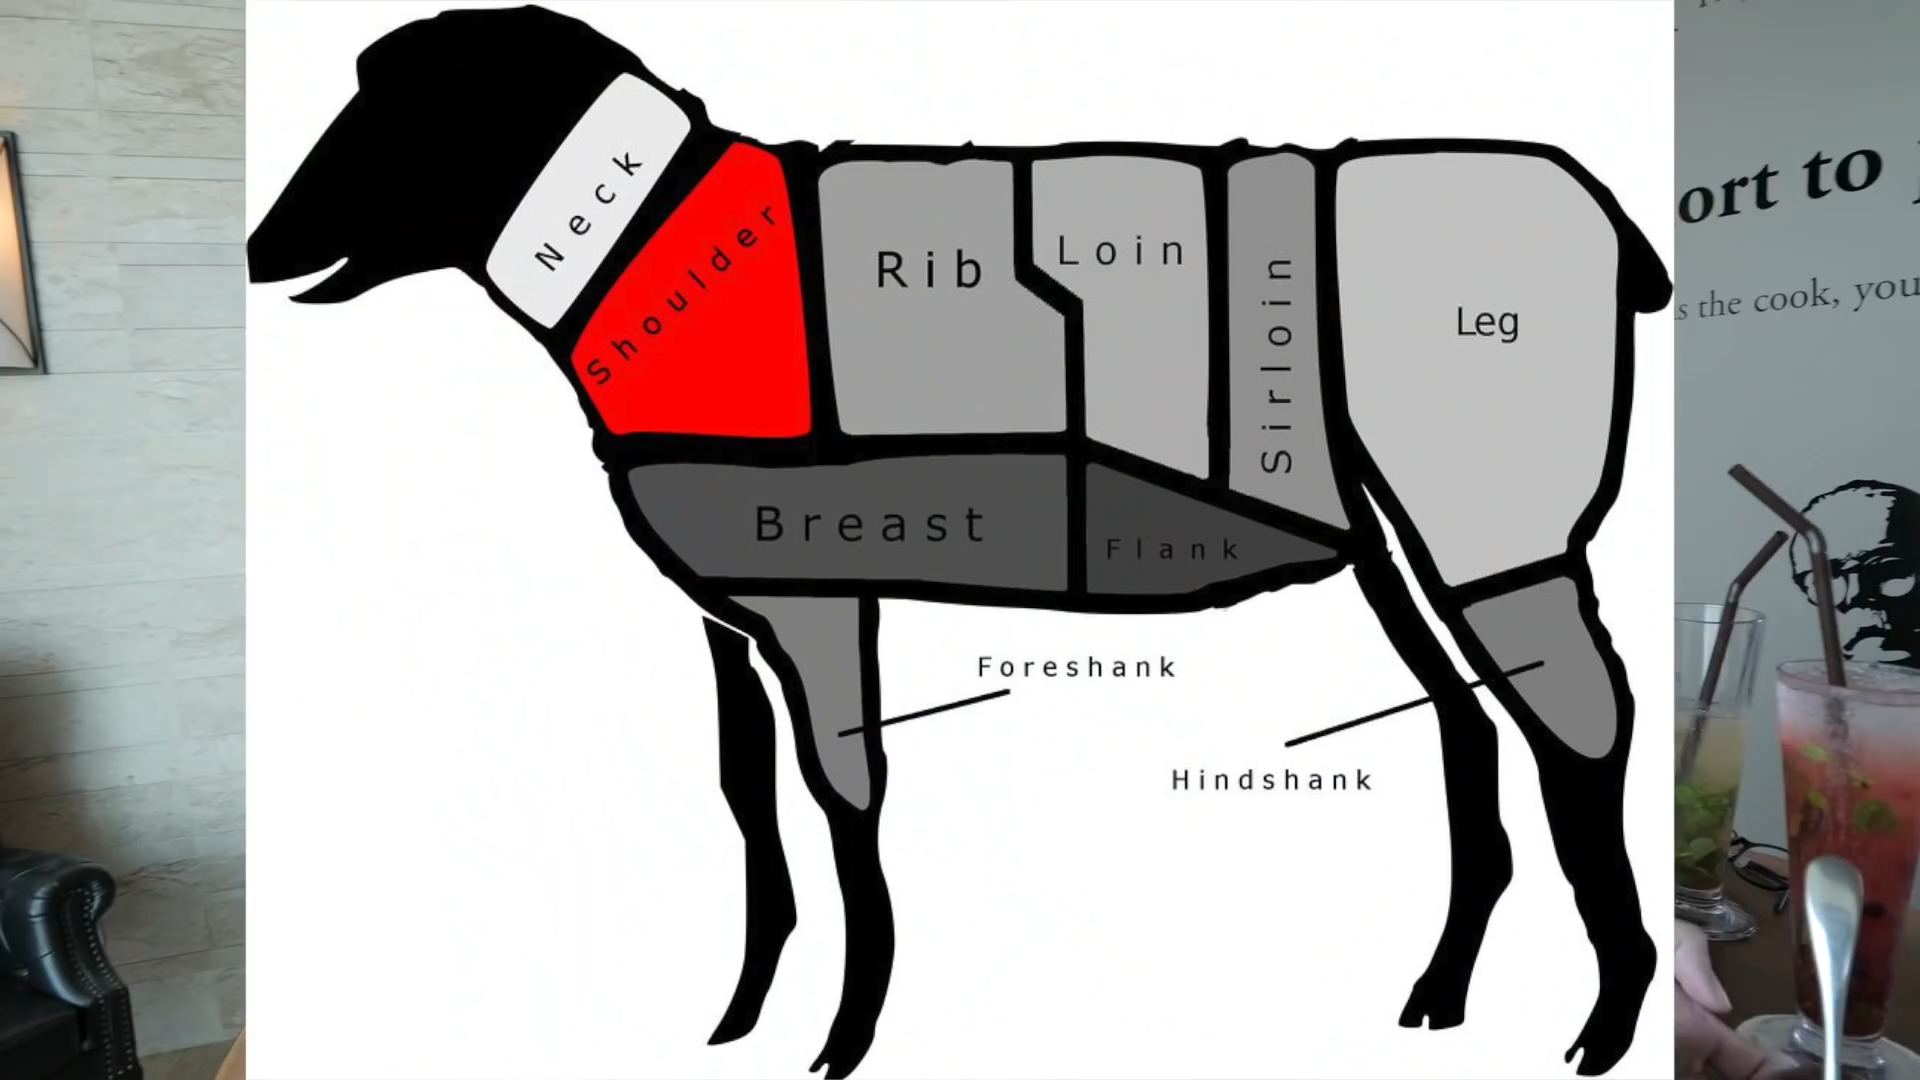 Neck
Shoulder
Rib
Loin
Sirloin
Leg
Breast
Flank
Foreshank
Hindshank
ort to
the cook, you